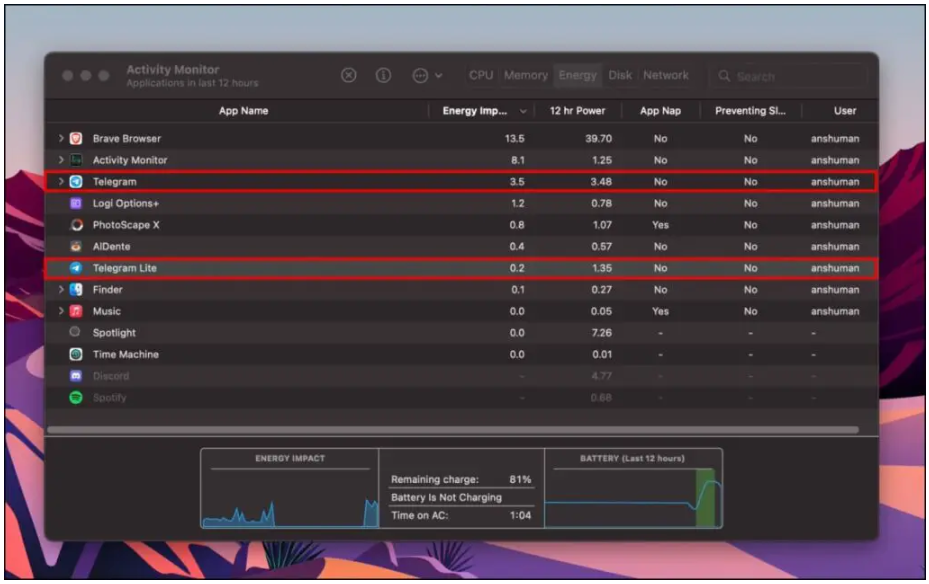 Activity Monitor
Applications in last 12 hours
CPU Memory Energy Disk Network Search
App Name Energy Imp... 12 hr Power App Nap Preventing Sl... User
Brave Browser 13.5 39.70 No No anshuman
Activity Monitor 8.1 1.25 No No anshuman
Telegram 3.5 3.48 No No anshuman
Logi Options+ 1.2 0.78 No No anshuman
PhotoScape X 0.8 1.07 Yes No anshuman
AlDente 0.4 0.57 No No anshuman
Telegram Lite 0.2 1.35 No No anshuman
Finder 0.1 0.27 No No anshuman
Music 0.0 0.05 Yes No anshuman
Spotlight 0.0 7.26 - - -
Time Machine 0.0 0.01 - - -
Discord - 4.77 - - -
Spotify - 0.68 - - -
ENERGY IMPACT
Remaining charge: 81%
Battery Is Not Charging
Time on AC: 1:04
BATTERY (Last 12 hours)